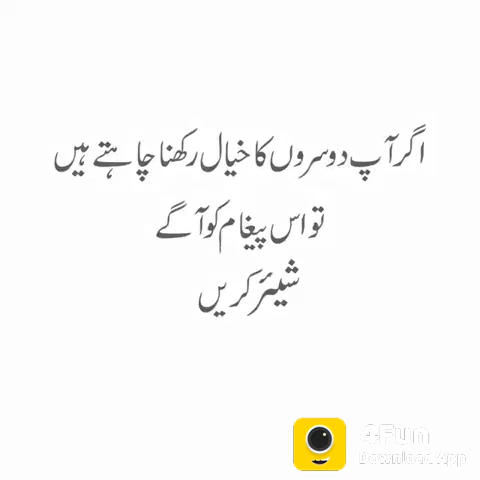 اگر آپ دوسروں کا خیال رکھنا چاہتے ہیں
تو اس پیغام کو آگے
شیئر کریں
4Fun
Download App